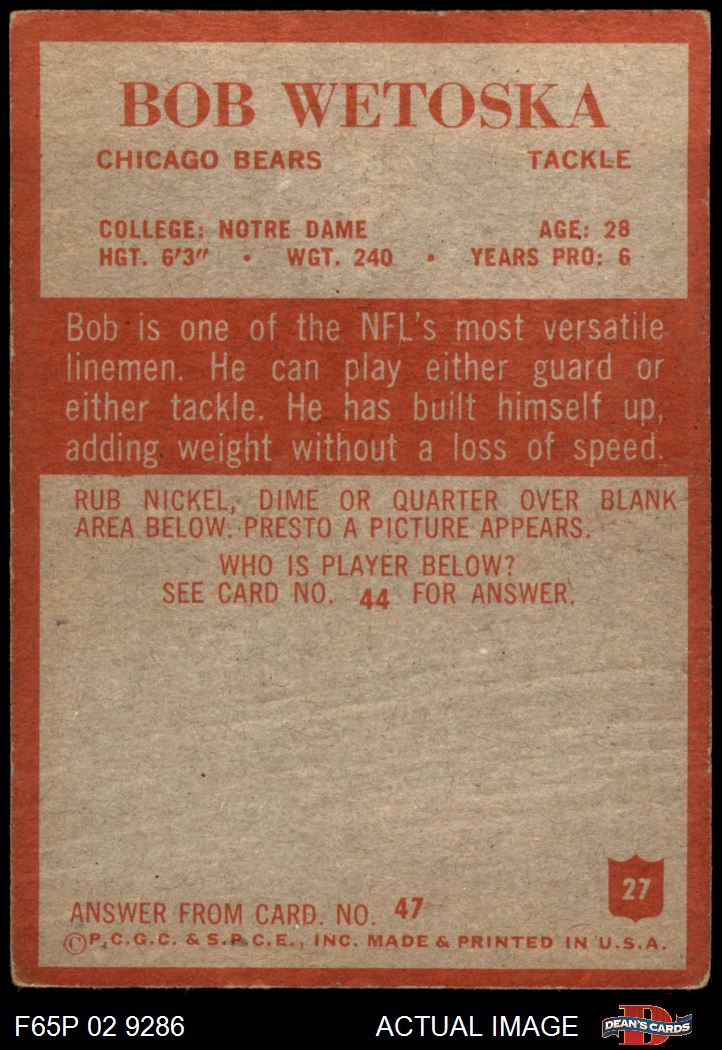 BOB WETOSKA
CHICAGO BEARS TACKLE
COLLEGE: NOTRE DAME AGE: 28
HGT. 6'3" • WGT. 240 • YEARS PRO: 6
Bob is one of the NFL's most versatile
linemen. He can play either guard or
either tackle. He has built himself up,
adding weight without a loss of speed.
RUB NICKEL, DIME OR QUARTER OVER BLANK
AREA BELOW. PRESTO A PICTURE APPEARS.
WHO IS PLAYER BELOW?
SEE CARD NO. 44 FOR ANSWER.
27
ANSWER FROM CARD. NO. 47
©P.C.G.C. & S.P.C.E., INC. MADE & PRINTED IN U.S.A.
F65P 02 9286 ACTUAL IMAGE D DEAN'S CARDS